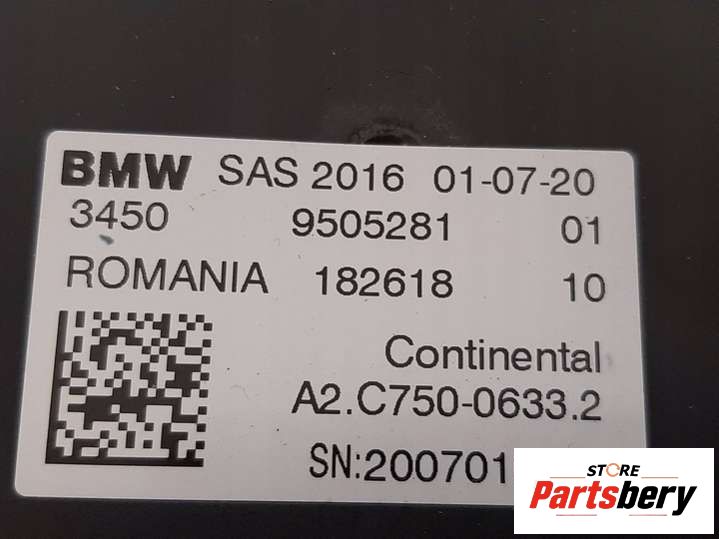 BMW SAS 2016 01-07-20
3450 9505281 01
ROMANIA 182618 10
Continental
A2.C750-0633.2
SN:200701
STORE
Partsbery